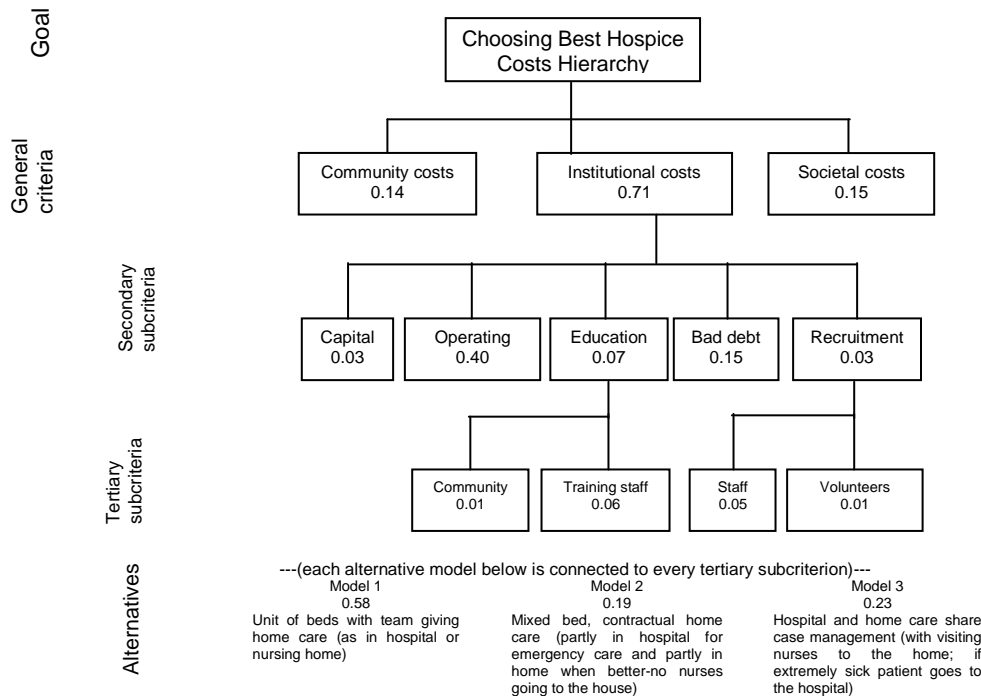 Goal
Choosing Best Hospice
Costs Hierarchy
General
criteria
Community costs
0.14
Institutional costs
0.71
Societal costs
0.15
Secondary
subcriteria
Capital
0.03
Operating
0.40
Education
0.07
Bad debt
0.15
Recruitment
0.03
Tertiary
subcriteria
Community
0.01
Training staff
0.06
Staff
0.05
Volunteers
0.01
Alternatives
---(each alternative model below is connected to every tertiary subcriterion)---
Model 1
0.58
Unit of beds with team giving
home care (as in hospital or
nursing home)
Model 2
0.19
Mixed bed, contractual home
care (partly in hospital for
emergency care and partly in
home when better-no nurses
going to the house)
Model 3
0.23
Hospital and home care share
case management (with visiting
nurses to the home; if
extremely sick patient goes to
the hospital)